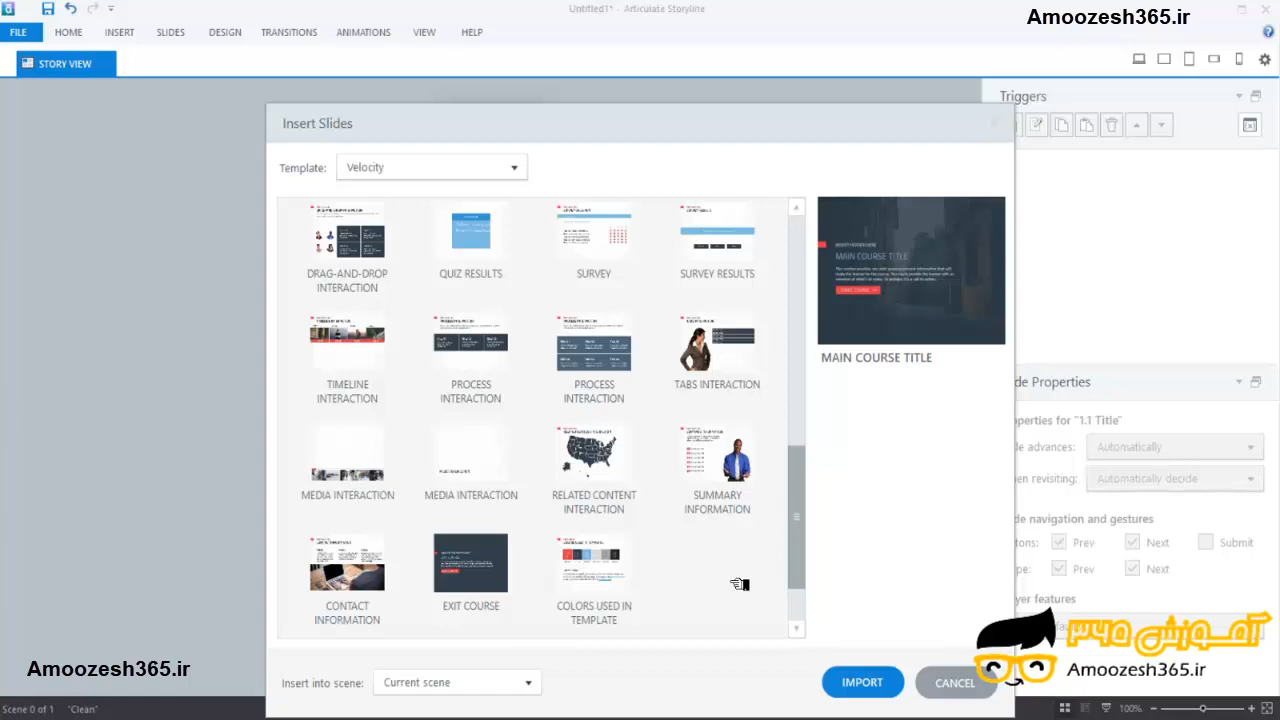 Untitled1* - Articulate Storyline
Amoozesh365.ir
FILE
HOME
INSERT
SLIDES
DESIGN
TRANSITIONS
ANIMATIONS
VIEW
HELP
STORY VIEW
Triggers
Insert Slides
Template:
Velocity
DRAG-AND-DROP
INTERACTION
QUIZ RESULTS
SURVEY
SURVEY RESULTS
TIMELINE
INTERACTION
PROCESS
INTERACTION
PROCESS
INTERACTION
TABS INTERACTION
MEDIA INTERACTION
MEDIA INTERACTION
RELATED CONTENT
INTERACTION
SUMMARY
INFORMATION
CONTACT
INFORMATION
EXIT COURSE
COLORS USED IN
TEMPLATE
MAIN COURSE TITLE
MAIN COURSE TITLE
de Properties
operties for "1.1 Title"
le advances:
Automatically
en revisiting:
Automatically decide
de navigation and gestures
tons:
Prev
Next
Submit
pe:
Prev
Next
yer features
آموزش ۳۶۵
Amoozesh365.ir
Amoozesh365.ir
Insert into scene:
Current scene
IMPORT
CANCEL
Scene 0 of 1
"Clean"
100%